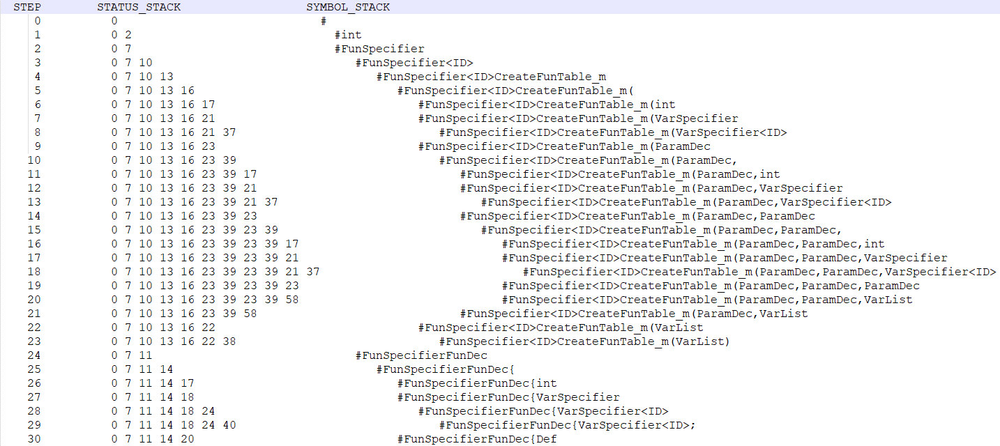 STEP STATUS_STACK SYMBOL_STACK
0 0 #
1 0 2 #int
2 0 7 #FunSpecifier
3 0 7 10 #FunSpecifier<ID>
4 0 7 10 13 #FunSpecifier<ID>CreateFunTable_m
5 0 7 10 13 16 #FunSpecifier<ID>CreateFunTable_m(
6 0 7 10 13 16 17 #FunSpecifier<ID>CreateFunTable_m(int
7 0 7 10 13 16 21 #FunSpecifier<ID>CreateFunTable_m(VarSpecifier
8 0 7 10 13 16 21 37 #FunSpecifier<ID>CreateFunTable_m(VarSpecifier<ID>
9 0 7 10 13 16 23 #FunSpecifier<ID>CreateFunTable_m(ParamDec
10 0 7 10 13 16 23 39 #FunSpecifier<ID>CreateFunTable_m(ParamDec,
11 0 7 10 13 16 23 39 17 #FunSpecifier<ID>CreateFunTable_m(ParamDec,int
12 0 7 10 13 16 23 39 21 #FunSpecifier<ID>CreateFunTable_m(ParamDec,VarSpecifier
13 0 7 10 13 16 23 39 21 37 #FunSpecifier<ID>CreateFunTable_m(ParamDec,VarSpecifier<ID>
14 0 7 10 13 16 23 39 23 #FunSpecifier<ID>CreateFunTable_m(ParamDec,ParamDec
15 0 7 10 13 16 23 39 23 39 #FunSpecifier<ID>CreateFunTable_m(ParamDec,ParamDec,
16 0 7 10 13 16 23 39 23 39 17 #FunSpecifier<ID>CreateFunTable_m(ParamDec,ParamDec,int
17 0 7 10 13 16 23 39 23 39 21 #FunSpecifier<ID>CreateFunTable_m(ParamDec,ParamDec,VarSpecifier
18 0 7 10 13 16 23 39 23 39 21 37 #FunSpecifier<ID>CreateFunTable_m(ParamDec,ParamDec,VarSpecifier<ID>
19 0 7 10 13 16 23 39 23 39 23 #FunSpecifier<ID>CreateFunTable_m(ParamDec,ParamDec,ParamDec
20 0 7 10 13 16 23 39 23 39 58 #FunSpecifier<ID>CreateFunTable_m(ParamDec,ParamDec,VarList
21 0 7 10 13 16 23 39 58 #FunSpecifier<ID>CreateFunTable_m(ParamDec,VarList
22 0 7 10 13 16 22 #FunSpecifier<ID>CreateFunTable_m(VarList
23 0 7 10 13 16 22 38 #FunSpecifier<ID>CreateFunTable_m(VarList)
24 0 7 11 #FunSpecifierFunDec
25 0 7 11 14 #FunSpecifierFunDec{
26 0 7 11 14 17 #FunSpecifierFunDec{int
27 0 7 11 14 18 #FunSpecifierFunDec{VarSpecifier
28 0 7 11 14 18 24 #FunSpecifierFunDec{VarSpecifier<ID>
29 0 7 11 14 18 24 40 #FunSpecifierFunDec{VarSpecifier<ID>;
30 0 7 11 14 20 #FunSpecifierFunDec{Def